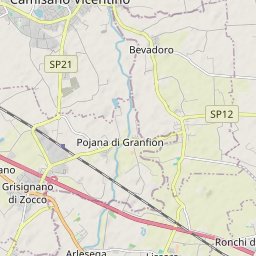 Camisano Vicentino
Bevadoro
SP21
SP12
Pojana di Granfion
Grisignano
di Zocco
Ronchi di
Arlesega